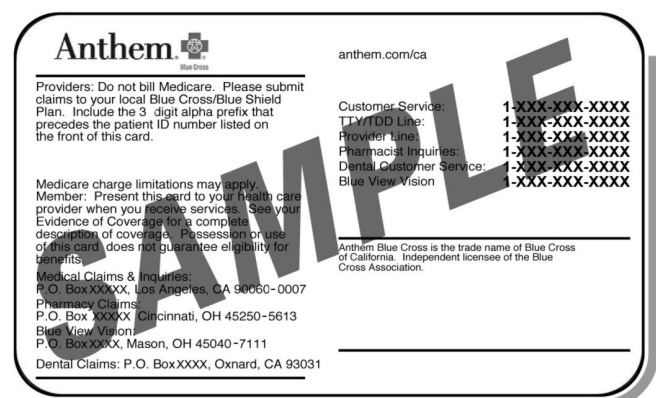 Anthem.
Blue Cross
Providers: Do not bill Medicare. Please submit
claims to your local Blue Cross/Blue Shield
Plan. Include the 3 digit alpha prefix that
precedes the patient ID number listed on
the front of this card.
Medicare charge limitations may apply.
Member: Present this card to your health care
provider when you receive services. See your
Evidence of Coverage for a complete
description of coverage. Possession or use
of this card does not guarantee eligibility for
benefits.
Medical Claims & Inquiries:
P.O. Box XXXXX, Los Angeles, CA 90060-0007
Pharmacy Claims:
P.O. Box XXXXX Cincinnati, OH 45250-5613
Blue View Vision:
P.O. Box XXXX, Mason, OH 45040-7111
Dental Claims: P.O. Box XXXX, Oxnard, CA 93031
anthem.com/ca
Customer Service: 1-XXX-XXX-XXXX
TTY/TDD Line: 1-XXX-XXX-XXXX
Provider Line: 1-XXX-XXX-XXXX
Pharmacist Inquiries: 1-XXX-XXX-XXXX
Dental Customer Service: 1-XXX-XXX-XXXX
Blue View Vision 1-XXX-XXX-XXXX
Anthem Blue Cross is the trade name of Blue Cross
of California. Independent licensee of the Blue
Cross Association.
SAMPLE